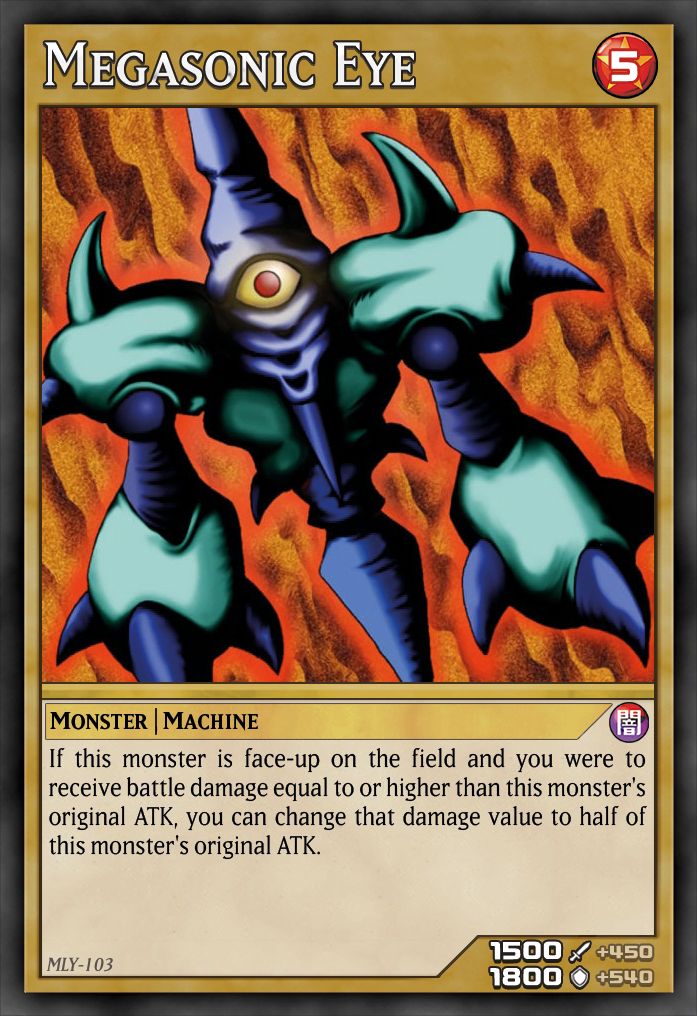 Megasonic Eye
5
Monster | Machine
闇
If this monster is face-up on the field and you were to
receive battle damage equal to or higher than this monster's
original ATK, you can change that damage value to half of
this monster's original ATK.
MLY-103
1500 +450
1800 +540